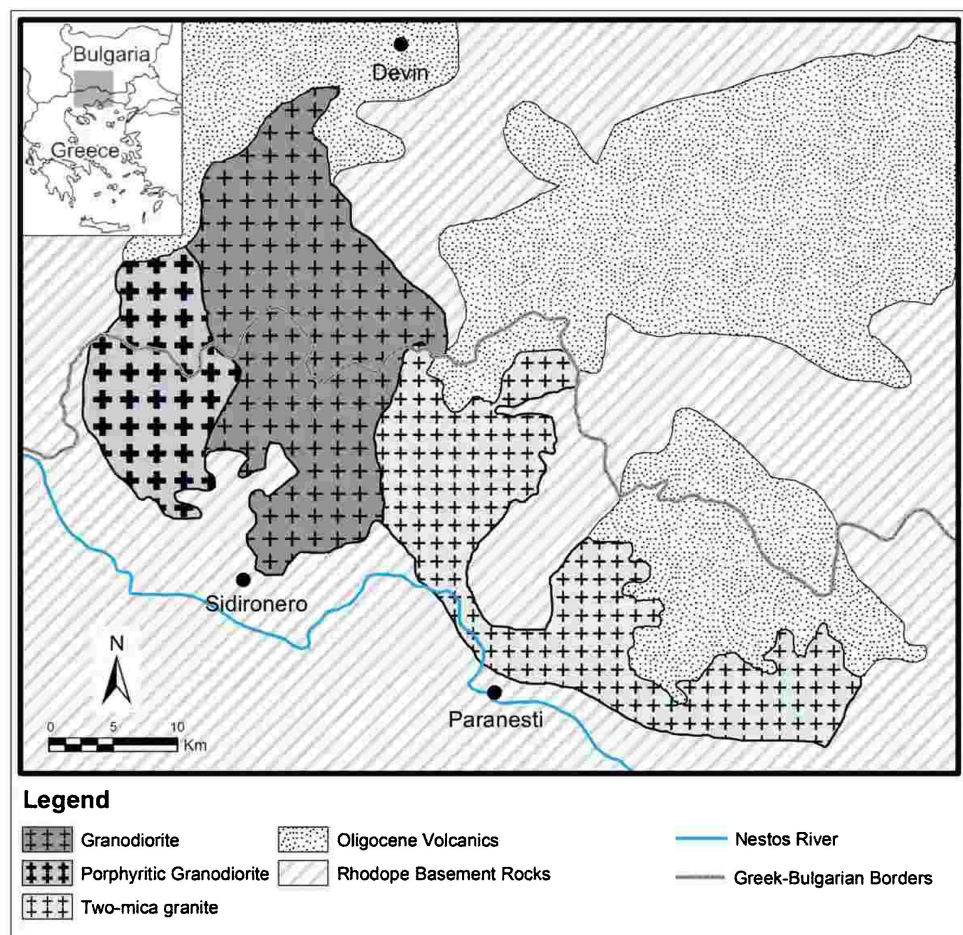 Bulgaria
Greece
Devin
Sidironero
Paranesti
N
0 5 10
Km
Legend
Granodiorite
Porphyritic Granodiorite
Two-mica granite
Oligocene Volcanics
Rhodope Basement Rocks
Nestos River
Greek-Bulgarian Borders